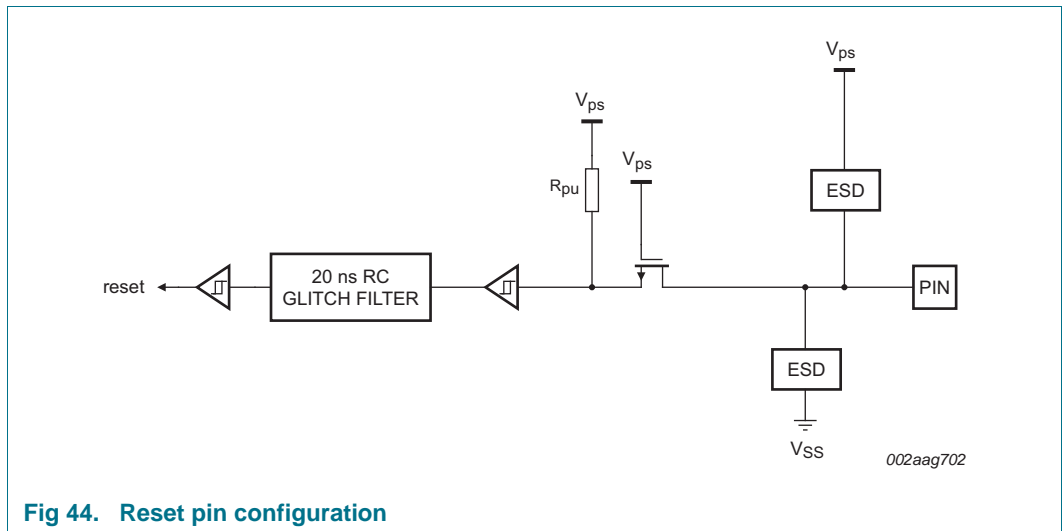 Vps
Vps
Vps
Rpu
ESD
reset
20 ns RC
GLITCH FILTER
PIN
ESD
VSS
002aag702
Fig 44. Reset pin configuration